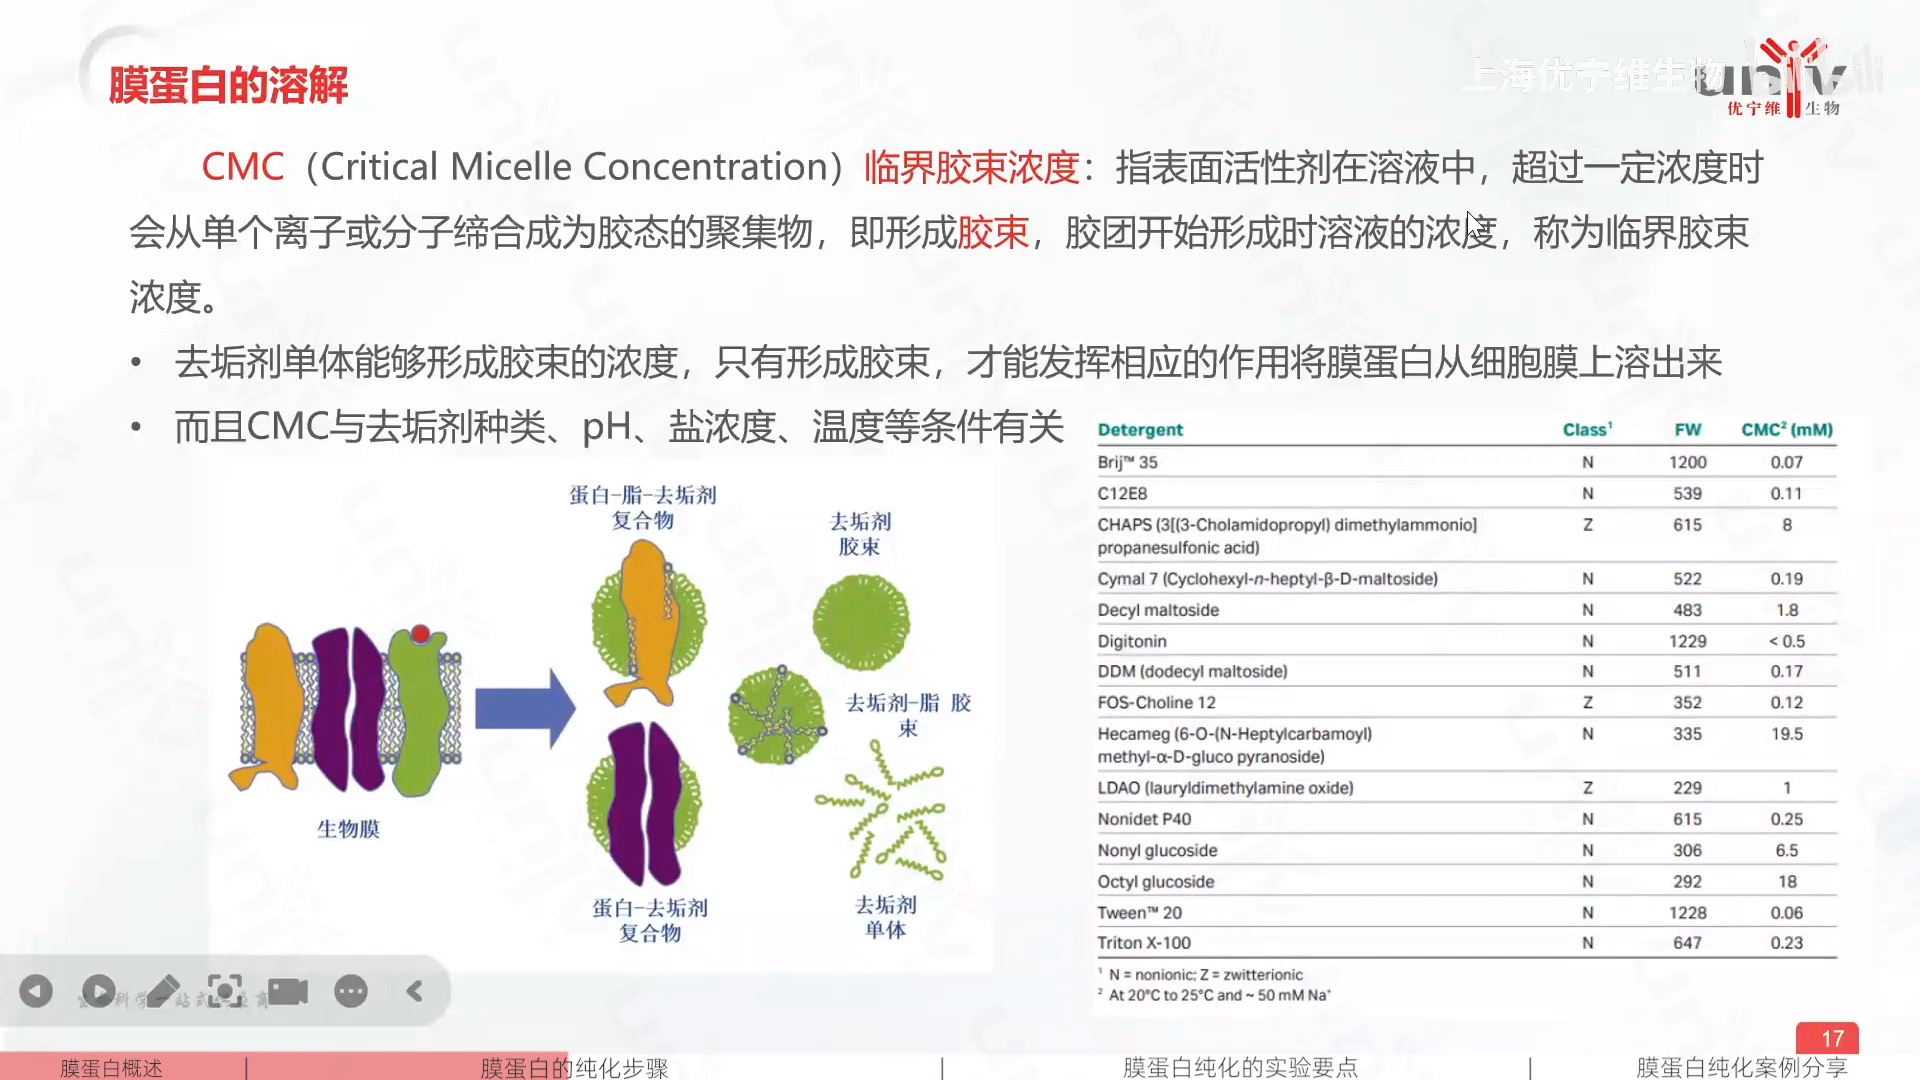 膜蛋白的溶解
上海优宁维生物
univ
优宁维 生物
CMC（Critical Micelle Concentration）临界胶束浓度：指表面活性剂在溶液中，超过一定浓度时
会从单个离子或分子缔合成为胶态的聚集物，即形成胶束，胶团开始形成时溶液的浓度，称为临界胶束
浓度。
• 去垢剂单体能够形成胶束的浓度，只有形成胶束，才能发挥相应的作用将膜蛋白从细胞膜上溶出来
• 而且CMC与去垢剂种类、pH、盐浓度、温度等条件有关
蛋白-脂-去垢剂
复合物
去垢剂
胶束
去垢剂-脂 胶
束
生物膜
蛋白-去垢剂
复合物
去垢剂
单体
Detergent Class¹ FW CMC² (mM)
Brij™ 35 N 1200 0.07
C12E8 N 539 0.11
CHAPS (3[(3-Cholamidopropyl) dimethylammonio] Z 615 8
propanesulfonic acid)
Cymal 7 (Cyclohexyl-n-heptyl-β-D-maltoside) N 522 0.19
Decyl maltoside N 483 1.8
Digitonin N 1229 < 0.5
DDM (dodecyl maltoside) N 511 0.17
FOS-Choline 12 Z 352 0.12
Hecameg (6-O-(N-Heptylcarbamoyl) N 335 19.5
methyl-α-D-gluco pyranoside)
LDAO (lauryldimethylamine oxide) Z 229 1
Nonidet P40 N 615 0.25
Nonyl glucoside N 306 6.5
Octyl glucoside N 292 18
Tween™ 20 N 1228 0.06
Triton X-100 N 647 0.23
¹ N = nonionic; Z = zwitterionic
² At 20°C to 25°C and ~ 50 mM Na⁺
17
膜蛋白概述 | 膜蛋白的纯化步骤 | 膜蛋白纯化的实验要点 | 膜蛋白纯化案例分享